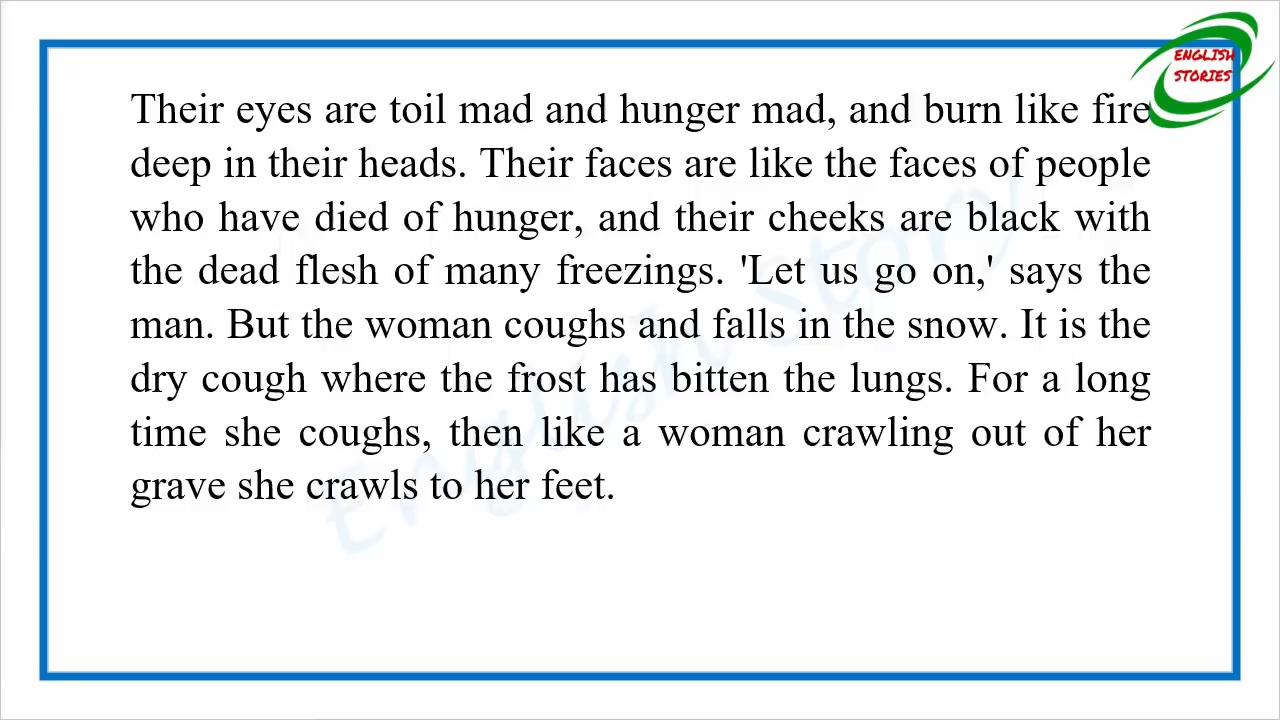 ENGLISH
STORIES
Their eyes are toil mad and hunger mad, and burn like fire
deep in their heads. Their faces are like the faces of people
who have died of hunger, and their cheeks are black with
the dead flesh of many freezings. 'Let us go on,' says the
man. But the woman coughs and falls in the snow. It is the
dry cough where the frost has bitten the lungs. For a long
time she coughs, then like a woman crawling out of her
grave she crawls to her feet.
English Story